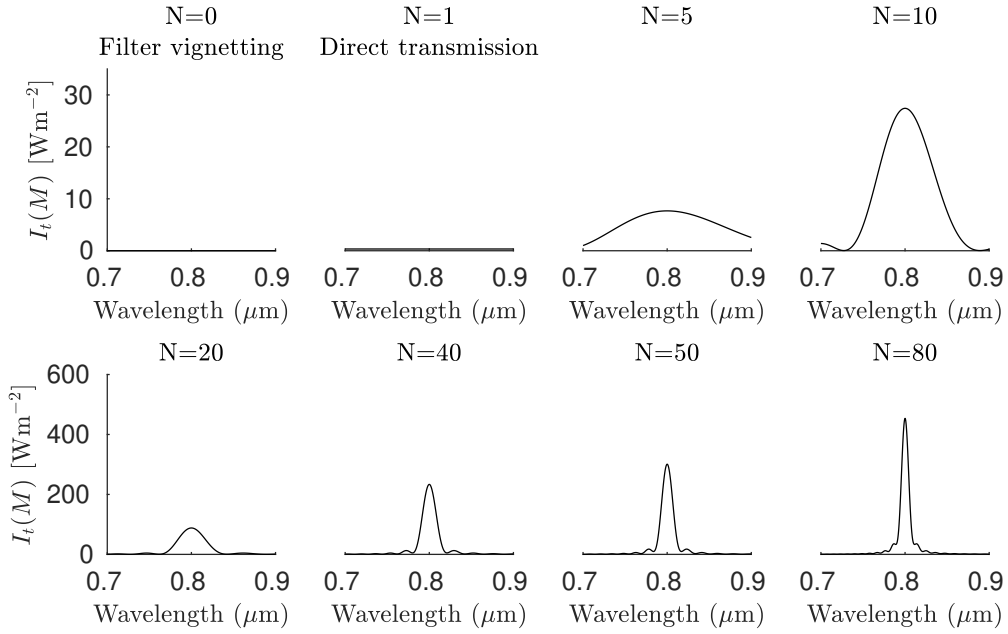 N=0
Filter vignetting
N=1
Direct transmission
N=5
N=10
I_t(M) [Wm^{-2}]
30
20
10
0
0.7 0.8 0.9
Wavelength (μm)
0.7 0.8 0.9
Wavelength (μm)
0.7 0.8 0.9
Wavelength (μm)
0.7 0.8 0.9
Wavelength (μm)
N=20
N=40
N=50
N=80
I_t(M) [Wm^{-2}]
600
400
200
0
0.7 0.8 0.9
Wavelength (μm)
0.7 0.8 0.9
Wavelength (μm)
0.7 0.8 0.9
Wavelength (μm)
0.7 0.8 0.9
Wavelength (μm)